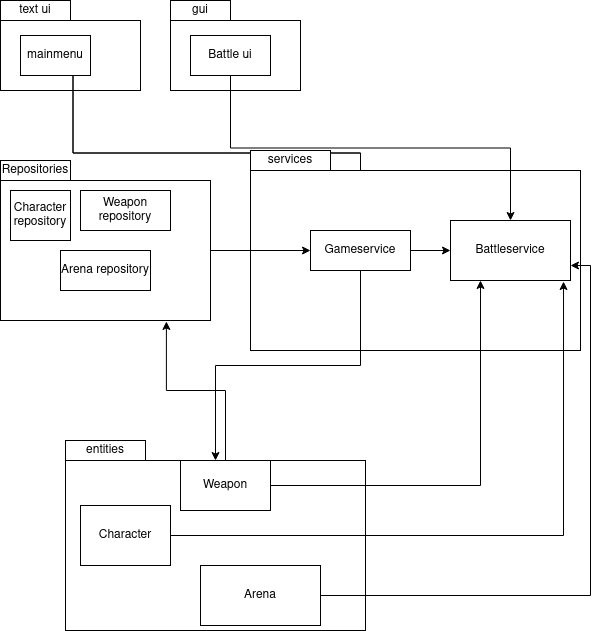 text ui
gui
mainmenu
Battle ui
services
Repositories
Character
repository
Weapon
repository
Arena repository
Gameservice
Battleservice
entities
Weapon
Character
Arena